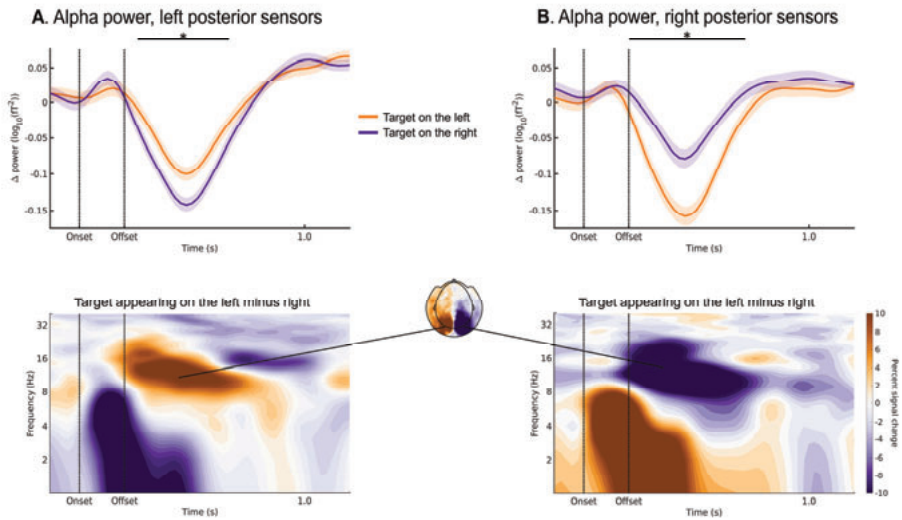 A. Alpha power, left posterior sensors
*
0.05
0
-0.05
-0.1
-0.15
Δ power (log10(fT²))
Onset
Offset
1.0
Time (s)
Target on the left
Target on the right
B. Alpha power, right posterior sensors
*
0.05
0
-0.05
-0.1
-0.15
Δ power (log10(fT²))
Onset
Offset
1.0
Time (s)
Target appearing on the left minus right
32
16
8
4
2
Frequency (Hz)
Onset
Offset
1.0
Time (s)
Target appearing on the left minus right
32
16
8
4
2
Frequency (Hz)
Onset
Offset
1.0
Time (s)
10
8
6
4
2
0
-2
-4
-6
-8
-10
Percent signal change